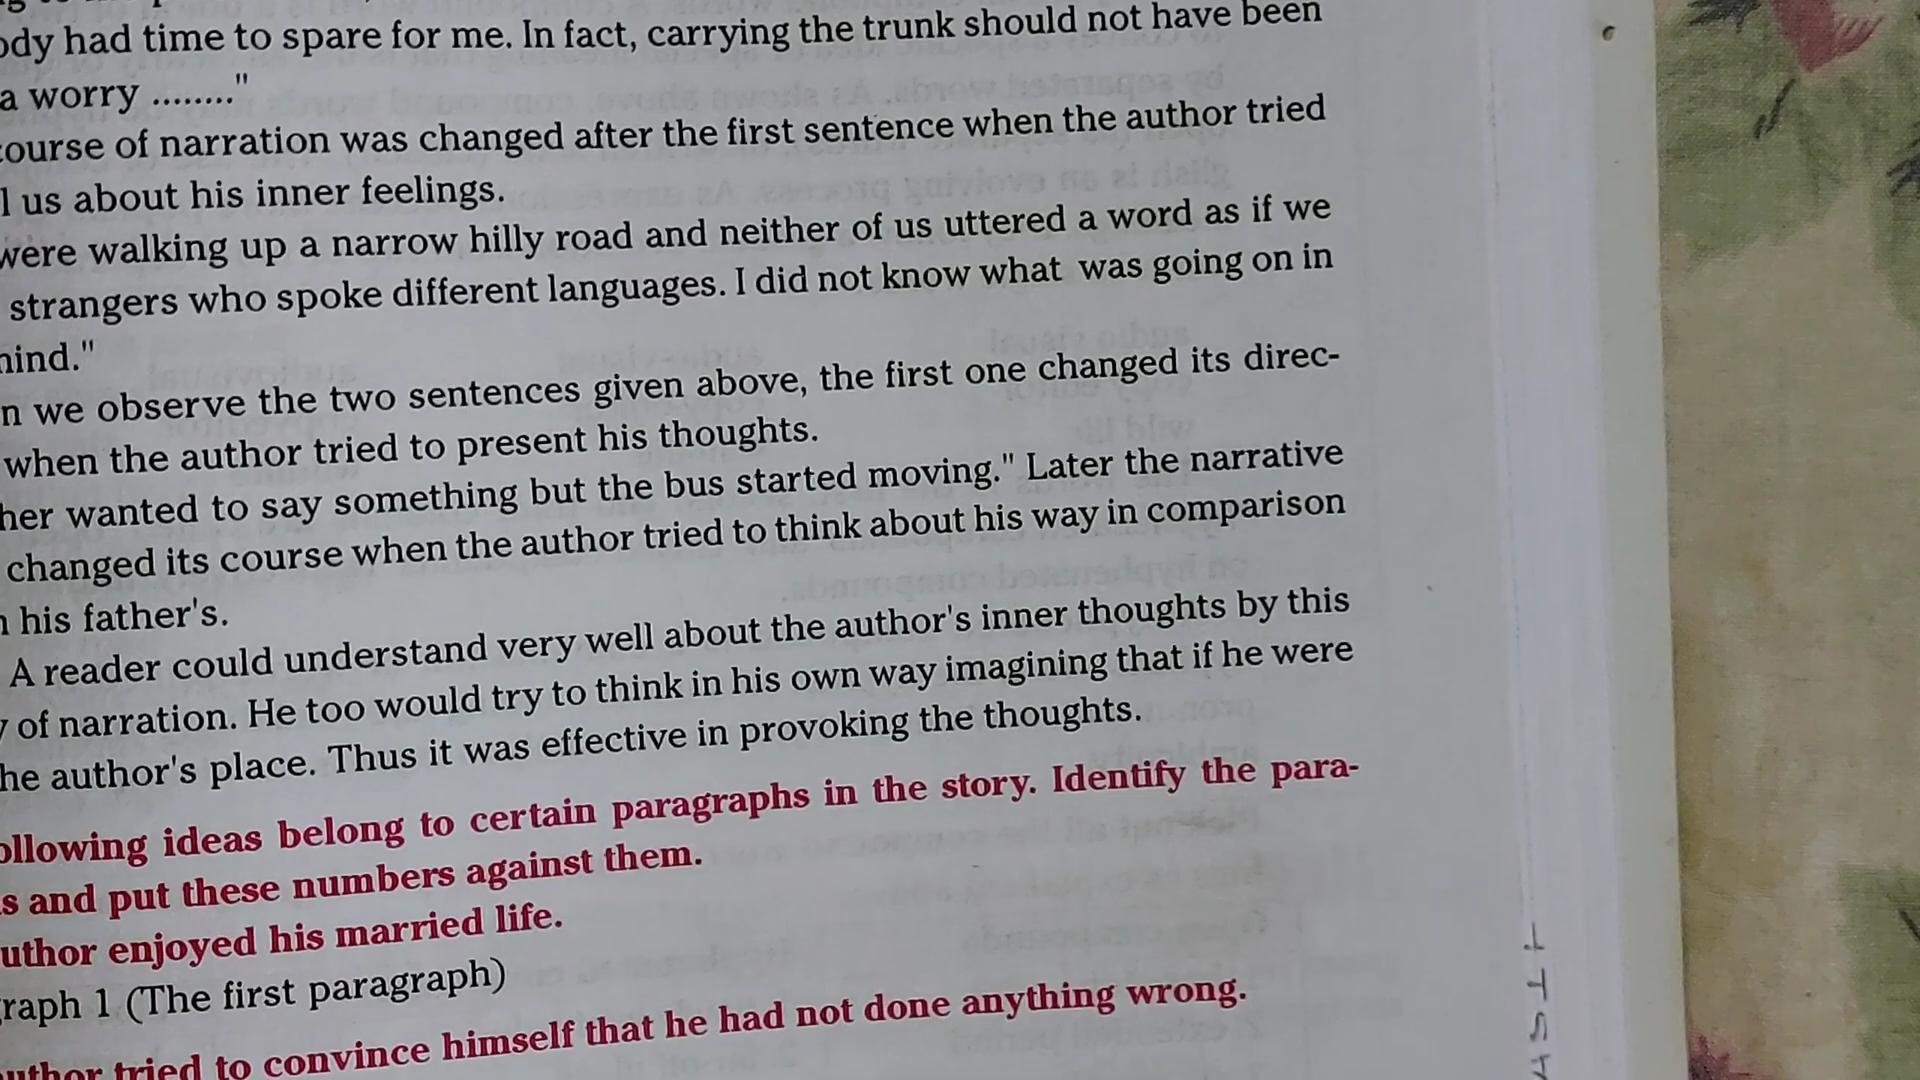 ody had time to spare for me. In fact, carrying the trunk should not have been
a worry ........"
course of narration was changed after the first sentence when the author tried
l us about his inner feelings.
were walking up a narrow hilly road and neither of us uttered a word as if we
strangers who spoke different languages. I did not know what was going on in
mind."
n we observe the two sentences given above, the first one changed its direc-
when the author tried to present his thoughts.
her wanted to say something but the bus started moving." Later the narrative
changed its course when the author tried to think about his way in comparison
his father's.
A reader could understand very well about the author's inner thoughts by this
y of narration. He too would try to think in his own way imagining that if he were
he author's place. Thus it was effective in provoking the thoughts.
ollowing ideas belong to certain paragraphs in the story. Identify the para-
s and put these numbers against them.
uthor enjoyed his married life.
raph 1 (The first paragraph)
uthor tried to convince himself that he had not done anything wrong.